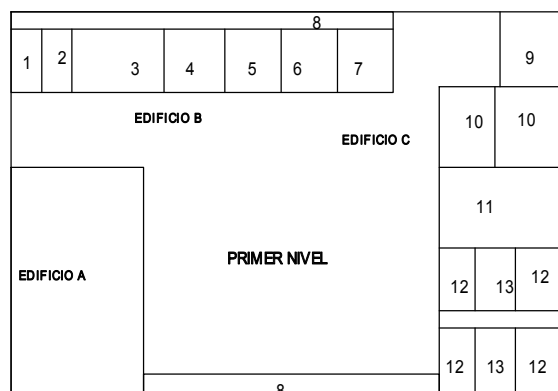 8
1 2 3 4 5 6 7 9
EDIFICIO B
10 10
EDIFICIO C
11
PRIMER NIVEL
EDIFICIO A
12 13 12
12 13 12
8